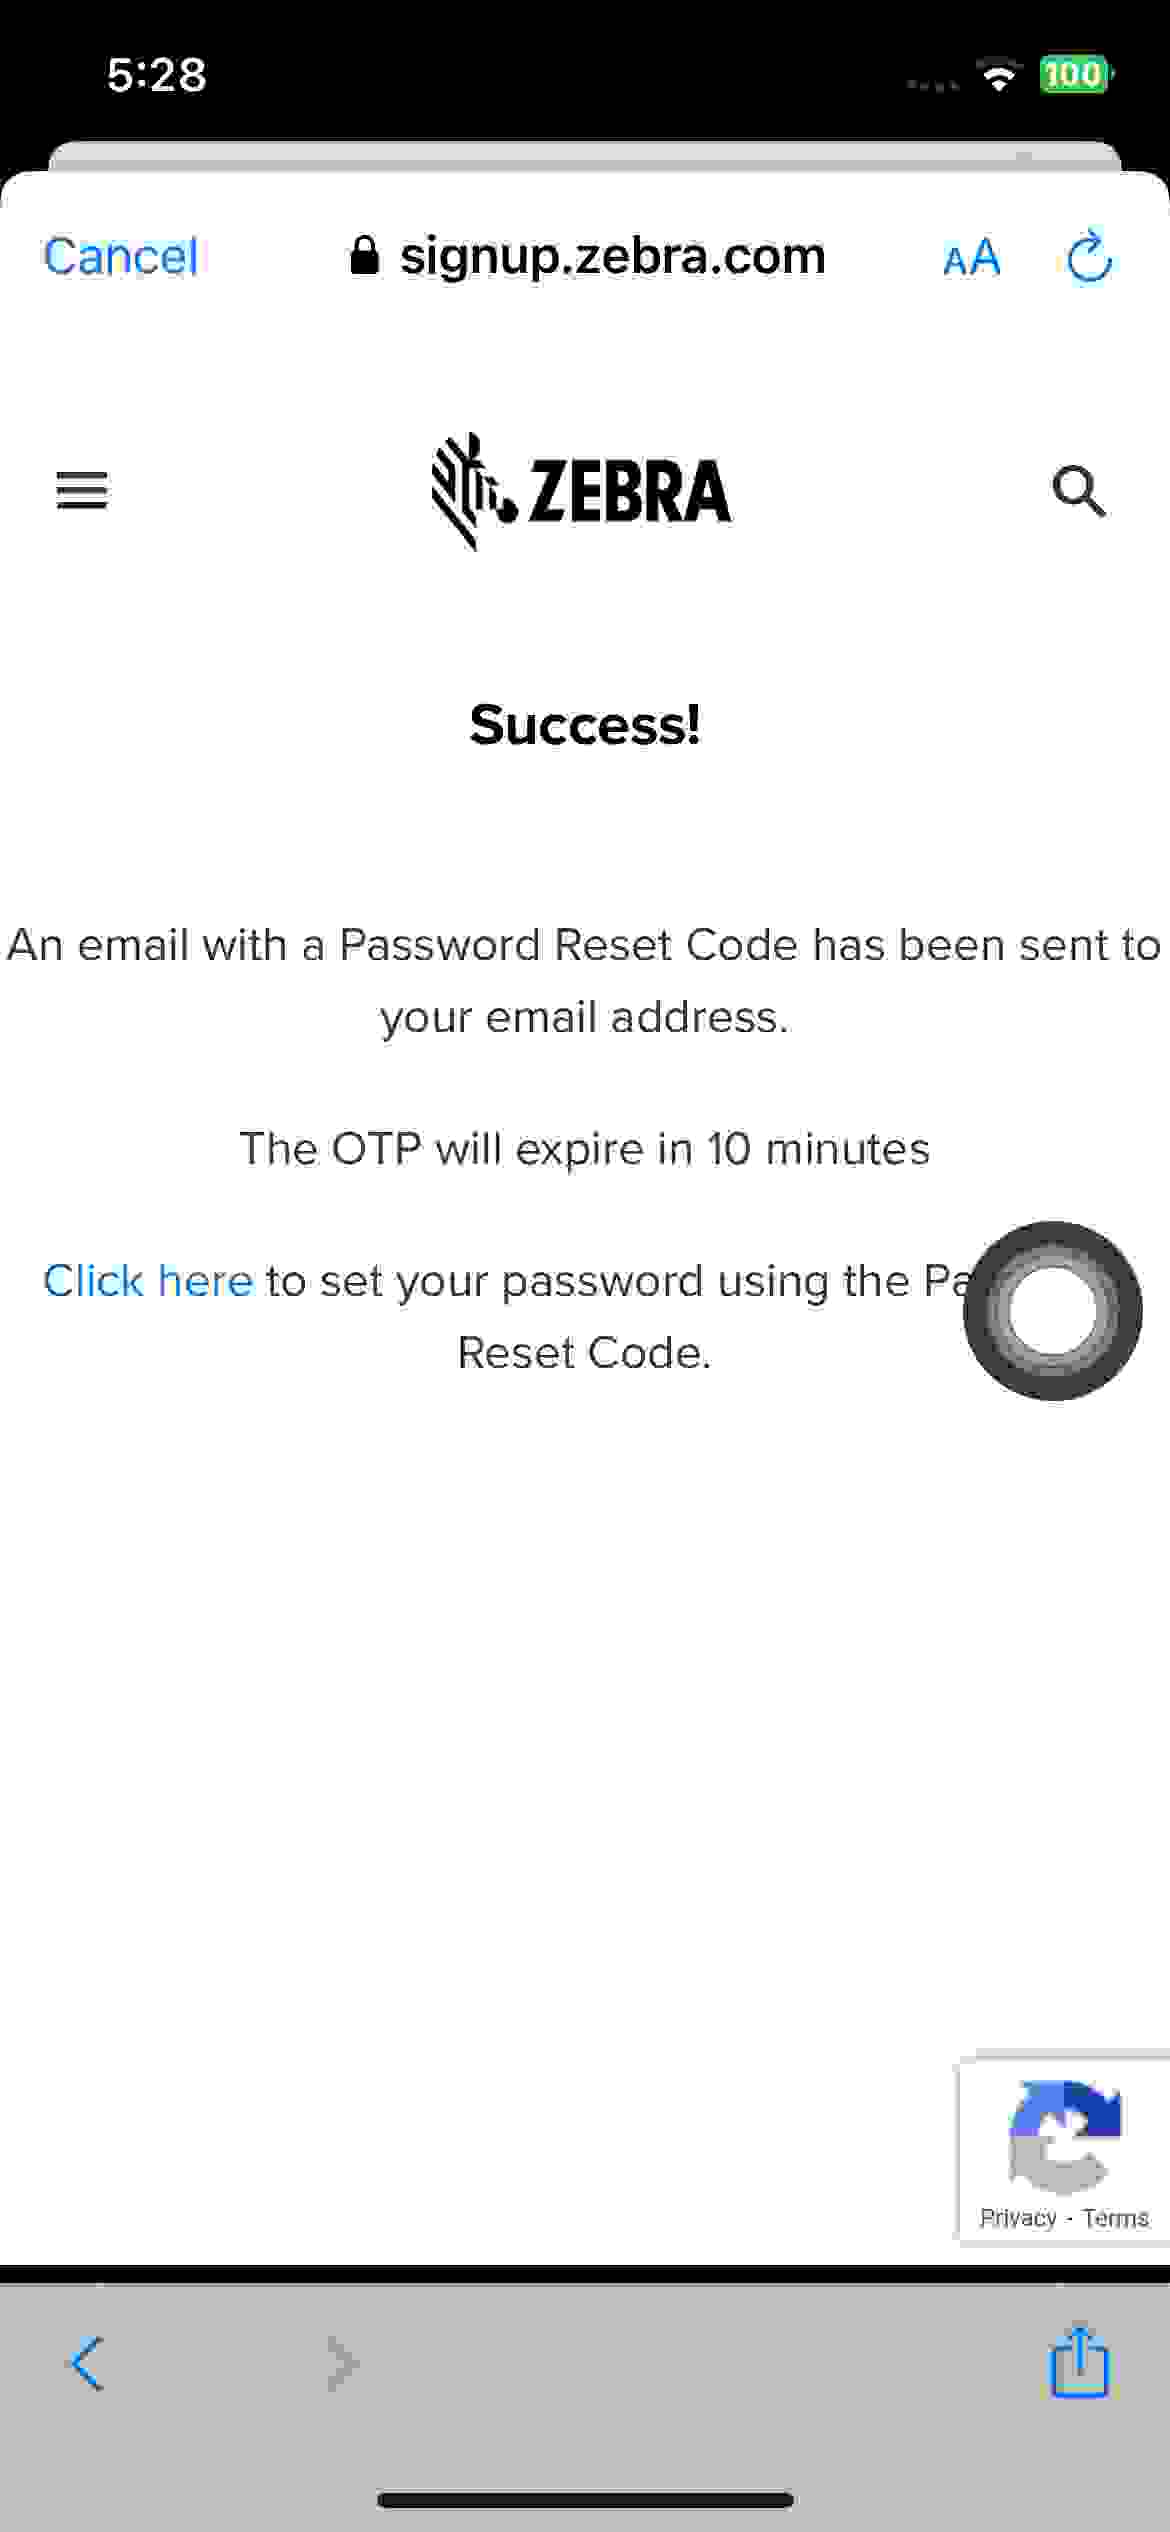 5:28
100
Cancel
signup.zebra.com
AA
ZEBRA
Success!
An email with a Password Reset Code has been sent to
your email address.
The OTP will expire in 10 minutes
Click here to set your password using the
Reset Code.
Privacy - Terms